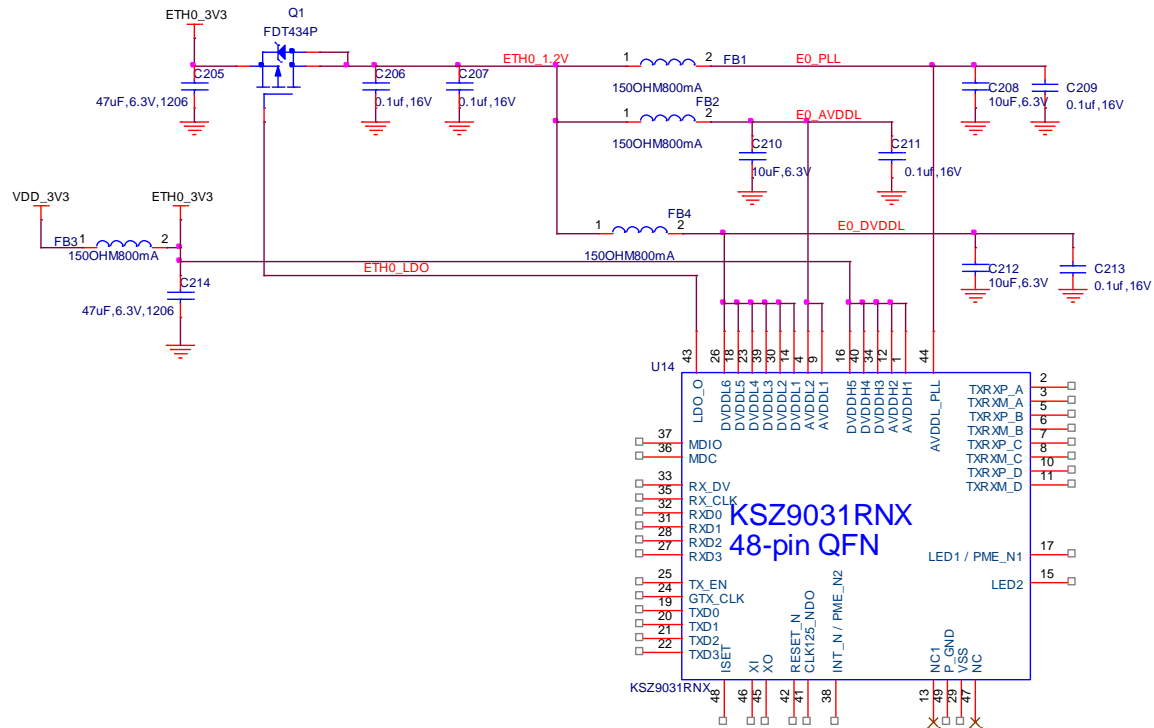 ETH0_3V3
Q1
FDT434P
C205
47uF,6.3V,1206
C206
0.1uf,16V
C207
0.1uf,16V
ETH0_1.2V
1
2
FB1
150OHM800mA
E0_PLL
C208
10uF,6.3V
C209
0.1uf,16V
1
2
FB2
150OHM800mA
E0_AVDDL
C210
10uF,6.3V
C211
0.1uf,16V
VDD_3V3
ETH0_3V3
FB3
1
2
150OHM800mA
1
2
FB4
150OHM800mA
E0_DVDDL
C212
10uF,6.3V
C213
0.1uf,16V
ETH0_LDO
C214
47uF,6.3V,1206
U14
43
26
18
23
39
30
14
4
9
16
40
34
12
1
44
LDO_O
DVDDL6
DVDDL5
DVDDL4
DVDDL3
DVDDL2
DVDDL1
AVDDL2
AVDDL1
DVDDH5
DVDDH4
DVDDH3
AVDDH2
AVDDH1
AVDDL_PLL
37 MDIO
36 MDC
33 RX_DV
35 RX_CLK
32 RXD0
31 RXD1
28 RXD2
27 RXD3
25 TX_EN
24 GTX_CLK
19 TXD0
20 TXD1
21 TXD2
22 TXD3
KSZ9031RNX
48-pin QFN
TXRXP_A 2
TXRXM_A 3
TXRXP_B 5
TXRXM_B 6
TXRXP_C 7
TXRXM_C 8
TXRXP_D 10
TXRXM_D 11
LED1 / PME_N1 17
LED2 15
ISET
XI
XO
RESET_N
CLK125_NDO
INT_N / PME_N2
NC1
P_GND
VSS
NC
KSZ9031RNX
48
46
45
42
41
38
13
49
29
47